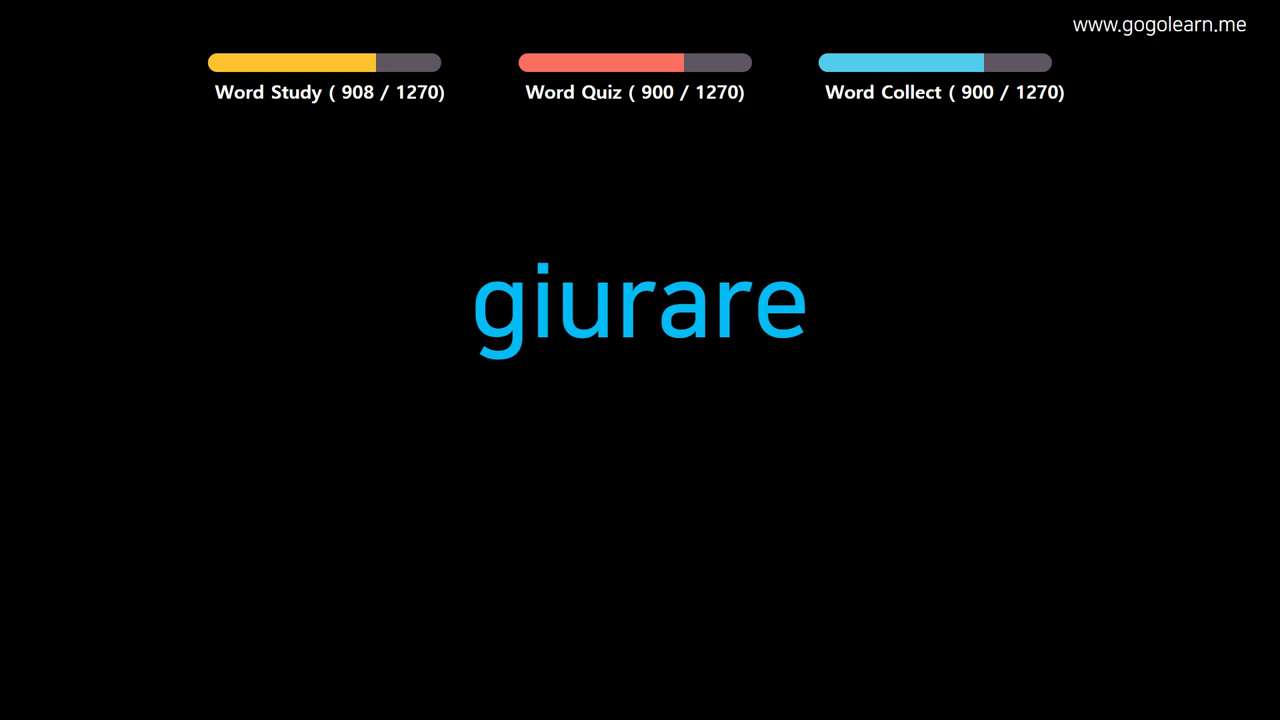 www.gogolearn.me
Word Study ( 908 / 1270)
Word Quiz ( 900 / 1270)
Word Collect ( 900 / 1270)
giurare